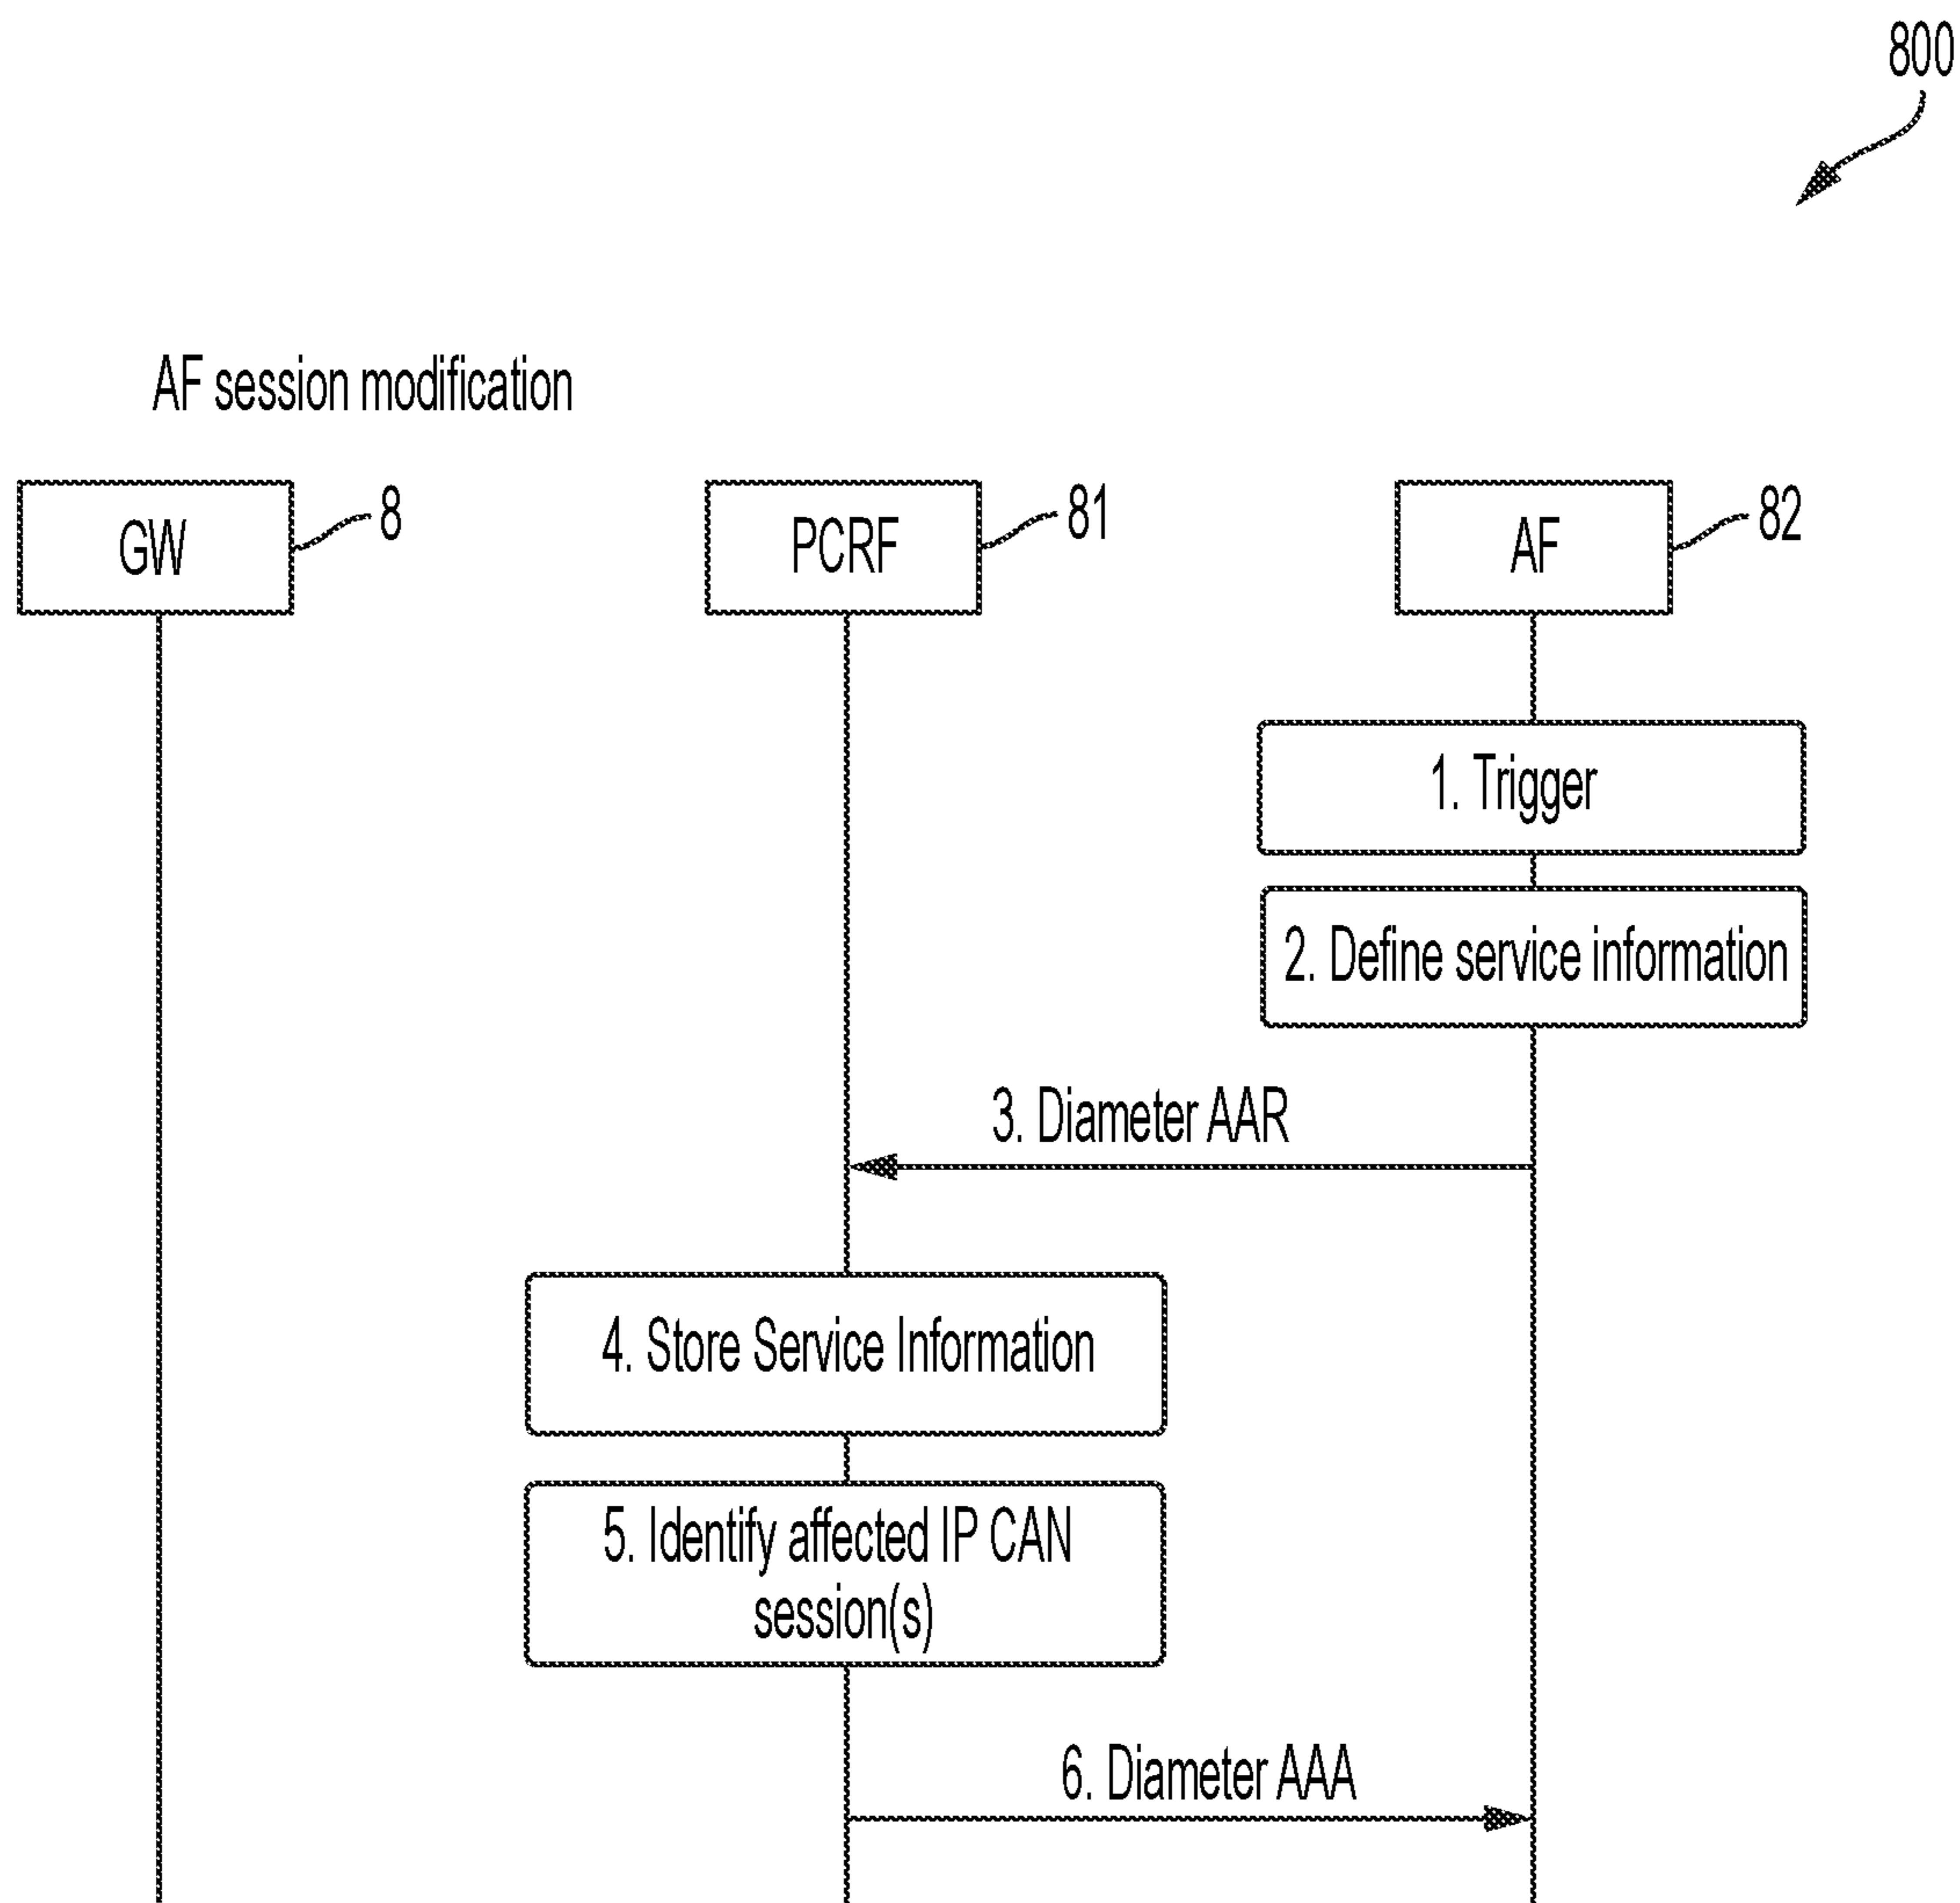 800
AF session modification
GW
8
PCRF
81
AF
82
1. Trigger
2. Define service information
3. Diameter AAR
4. Store Service Information
5. Identify affected IP CAN
session(s)
6. Diameter AAA